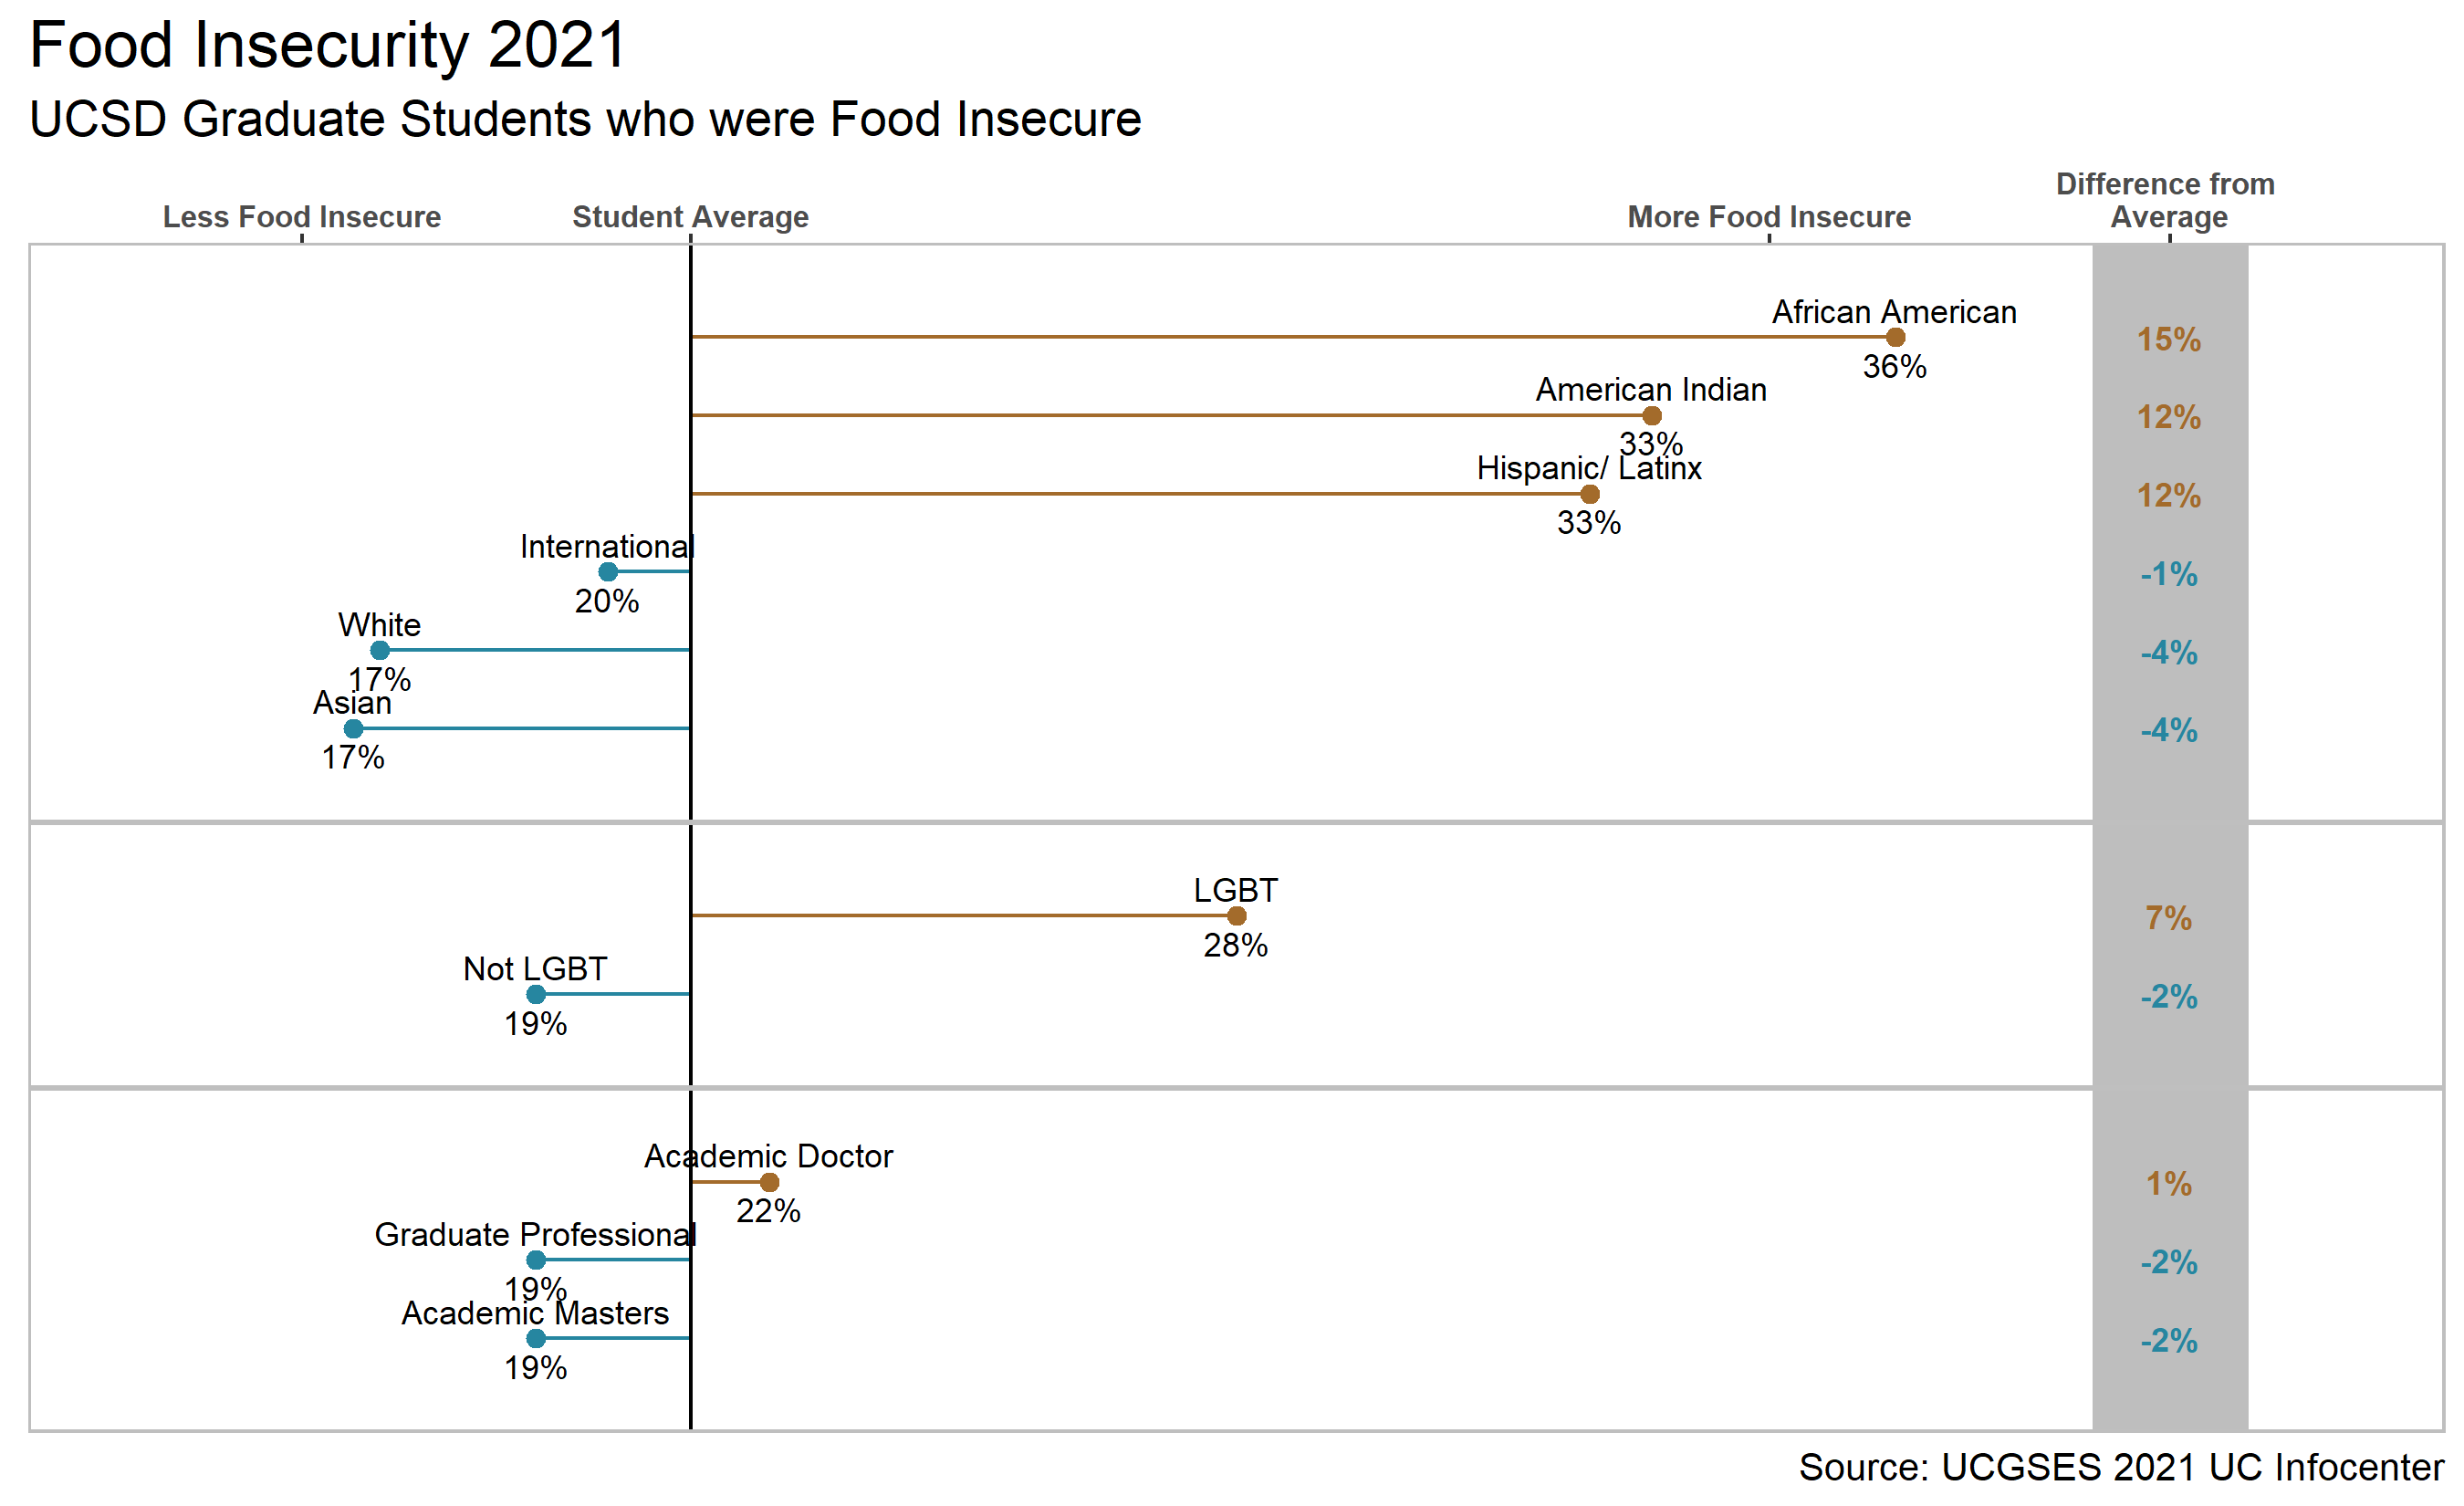 Food Insecurity 2021
UCSD Graduate Students who were Food Insecure
Less Food Insecure
Student Average
More Food Insecure
Difference from
Average
African American
36%
15%
American Indian
33%
12%
Hispanic/ Latinx
33%
12%
International
20%
-1%
White
17%
-4%
Asian
17%
-4%
LGBT
28%
7%
Not LGBT
19%
-2%
Academic Doctor
22%
1%
Graduate Professional
19%
-2%
Academic Masters
19%
-2%
Source: UCGSES 2021 UC Infocenter